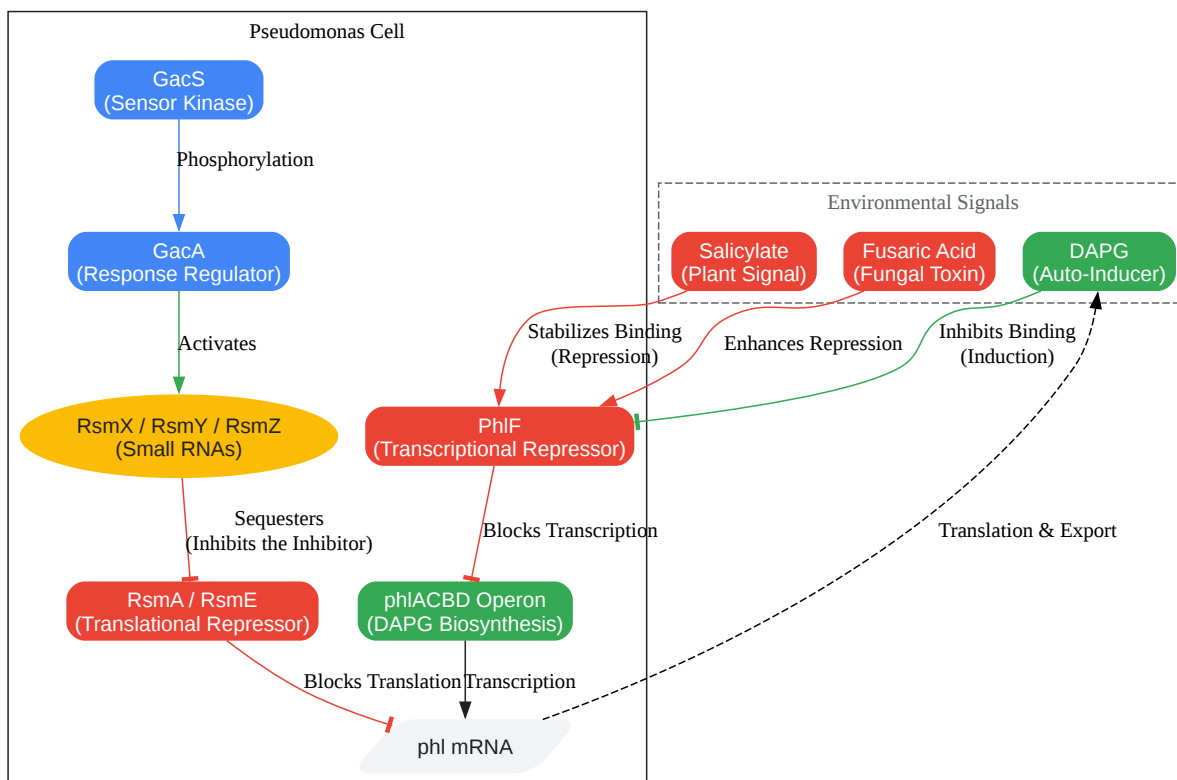 Pseudomonas Cell
GacS
(Sensor Kinase)
Phosphorylation
GacA
(Response Regulator)
Activates
RsmX / RsmY / RsmZ
(Small RNAs)
Sequesters
(Inhibits the Inhibitor)
RsmA / RsmE
(Translational Repressor)
Blocks Translation
Environmental Signals
Salicylate
(Plant Signal)
Fusaric Acid
(Fungal Toxin)
DAPG
(Auto-Inducer)
Stabilizes Binding
(Repression)
Enhances Repression
Inhibits Binding
(Induction)
PhlF
(Transcriptional Repressor)
Blocks Transcription
phlACBD Operon
(DAPG Biosynthesis)
Transcription
phl mRNA
Translation & Export